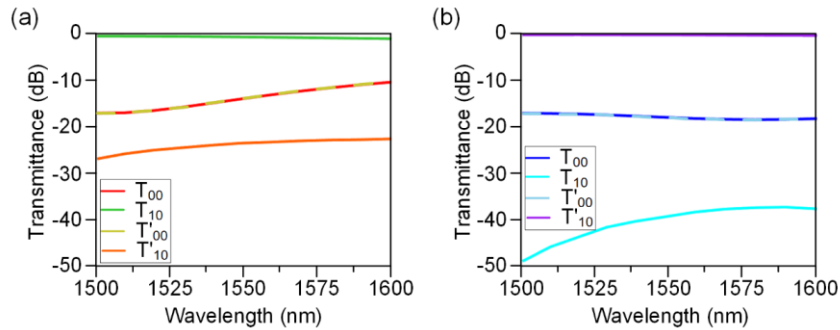 (a)
Transmittance (dB)
0
-10
-20
-30
-40
-50
T₀₀
T₁₀
T'₀₀
T'₁₀
1500 1525 1550 1575 1600
Wavelength (nm)
(b)
Transmittance (dB)
0
-10
-20
-30
-40
-50
T₀₀
T₁₀
T'₀₀
T'₁₀
1500 1525 1550 1575 1600
Wavelength (nm)